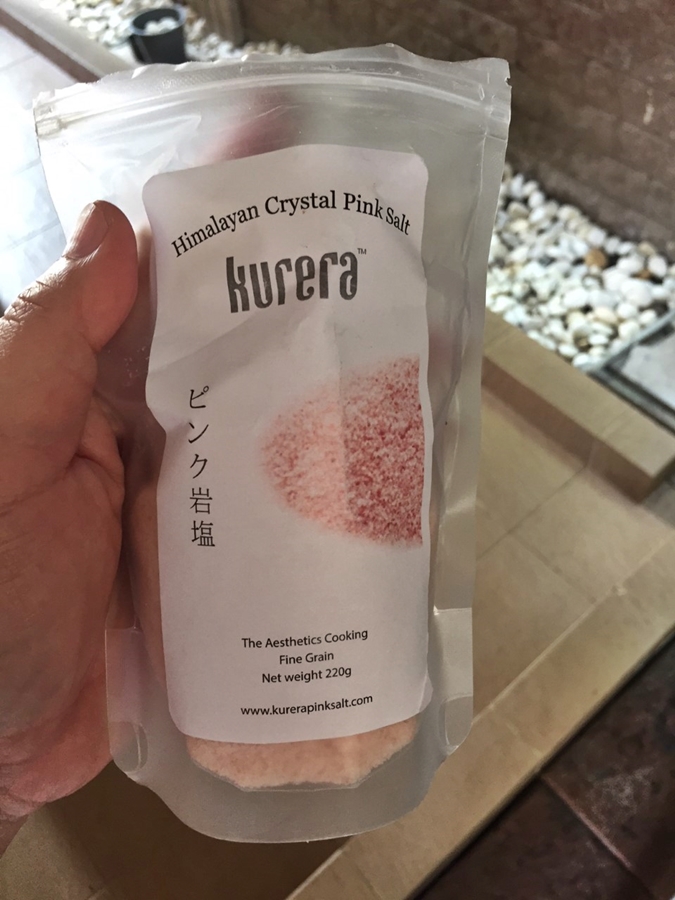 Himalayan Crystal Pink Salt
kurera™
ピンク岩塩
The Aesthetics Cooking
Fine Grain
Net weight 220g
www.kurerapinksalt.com